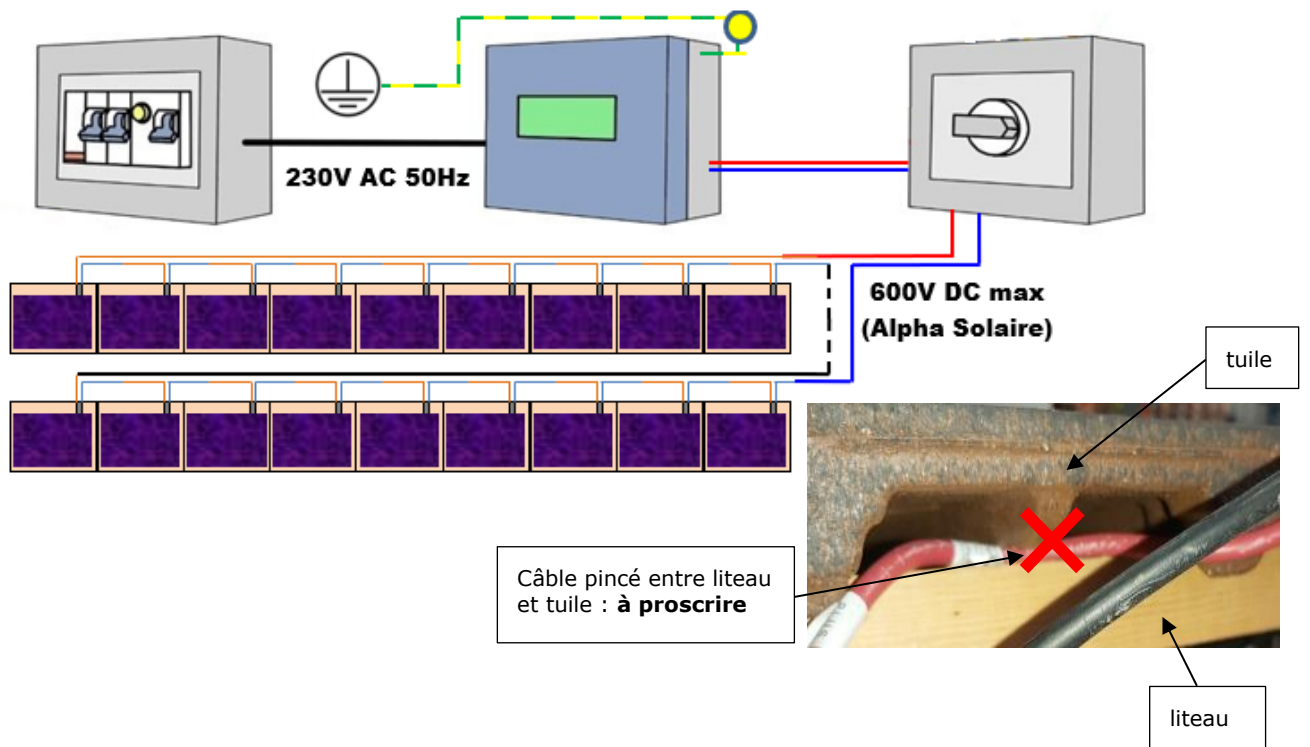 230V AC 50Hz
600V DC max
(Alpha Solaire)
tuile
Câble pincé entre liteau
et tuile : à proscrire
liteau